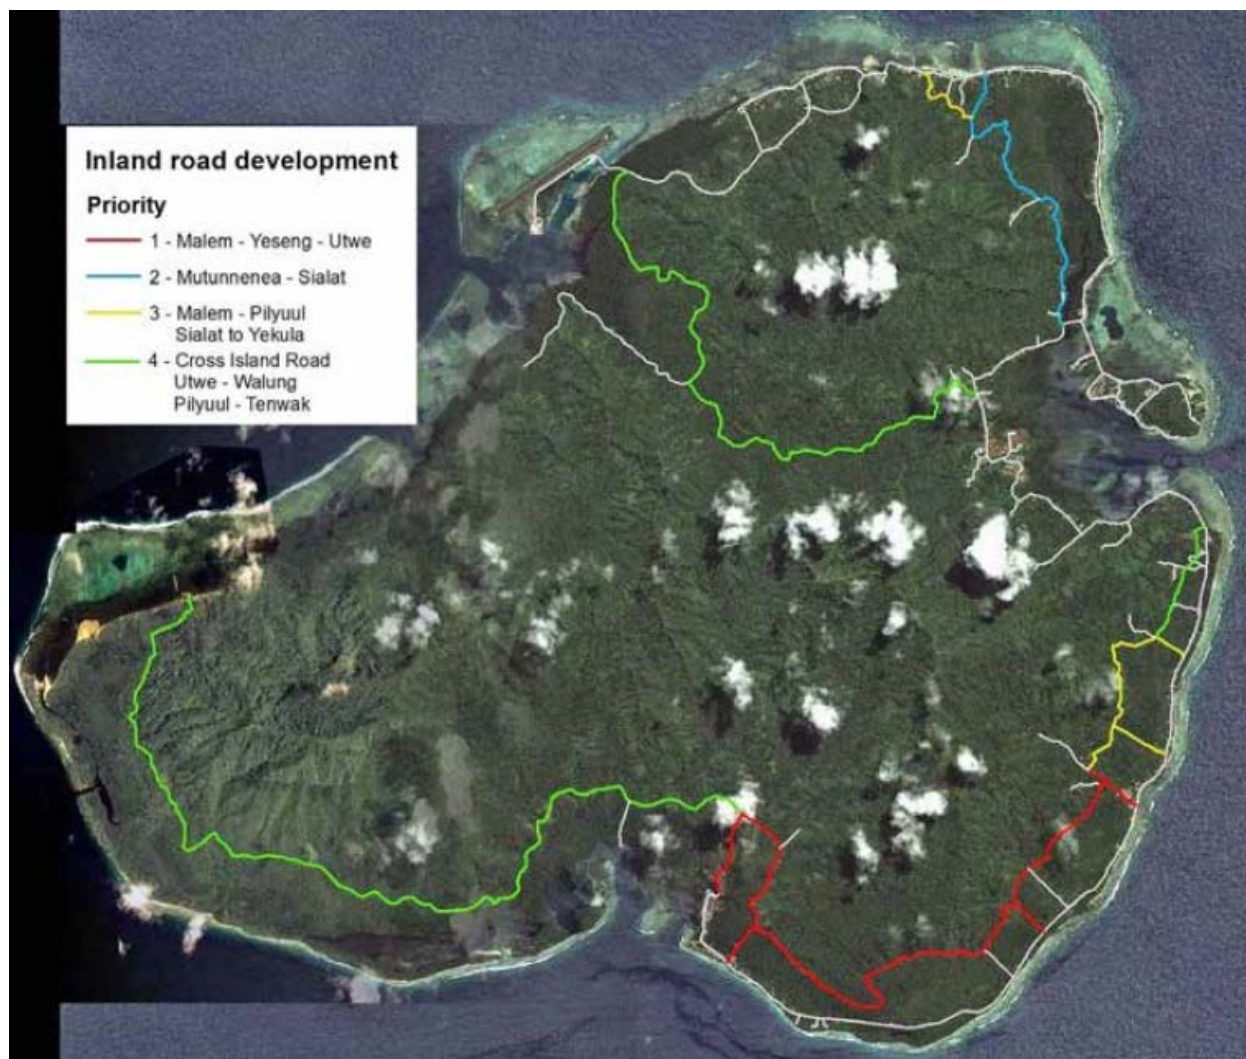 Inland road development
Priority
1 - Malem - Yeseng - Utwe
2 - Mutunnenea - Sialat
3 - Malem - Pilyuul
Sialat to Yekula
4 - Cross Island Road
Utwe - Walung
Pilyuul - Tenwak